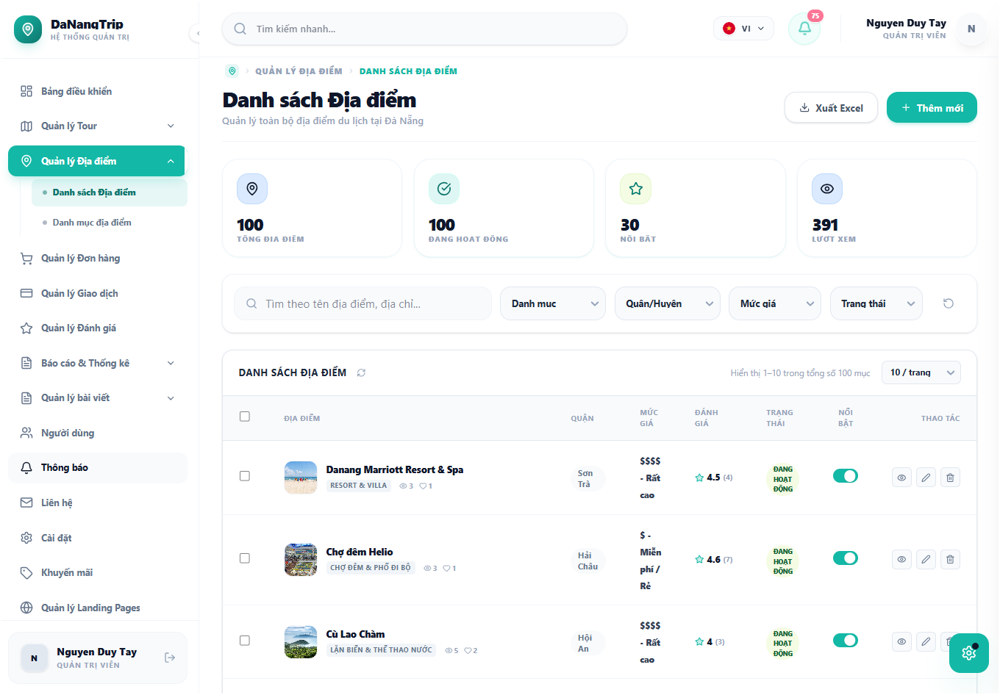 DaNangTrip
HỆ THỐNG QUẢN TRỊ
Tìm kiếm nhanh...
VI
75
Nguyen Duy Tay
QUẢN TRỊ VIÊN
N
Bảng điều khiển
Quản lý Tour
Quản lý Địa điểm
Danh sách Địa điểm
Danh mục địa điểm
Quản lý Đơn hàng
Quản lý Giao dịch
Quản lý Đánh giá
Báo cáo & Thống kê
Quản lý bài viết
Người dùng
Thông báo
Liên hệ
Cài đặt
Khuyến mãi
Quản lý Landing Pages
N
Nguyen Duy Tay
QUẢN TRỊ VIÊN
QUẢN LÝ ĐỊA ĐIỂM
DANH SÁCH ĐỊA ĐIỂM
Danh sách Địa điểm
Quản lý toàn bộ địa điểm du lịch tại Đà Nẵng
Xuất Excel
Thêm mới
100
TỔNG ĐỊA ĐIỂM
100
ĐANG HOẠT ĐỘNG
30
NỔI BẬT
391
LƯỢT XEM
Tìm theo tên địa điểm, địa chỉ...
Danh mục
Quận/Huyện
Mức giá
Trạng thái
DANH SÁCH ĐỊA ĐIỂM
Hiển thị 1–10 trong tổng số 100 mục
10 / trang
ĐỊA ĐIỂM
QUẬN
MỨC
GIÁ
ĐÁNH
GIÁ
TRẠNG
THÁI
NỔI
BẬT
THAO TÁC
Danang Marriott Resort & Spa
RESORT & VILLA
3
1
Sơn
Trà
$$$$
- Rất
cao
4.5 (4)
ĐANG
HOẠT
ĐỘNG
Chợ đêm Helio
CHỢ ĐÊM & PHỐ ĐI BỘ
3
1
Hải
Châu
$ -
Miễn
phí /
Rẻ
4.6 (7)
ĐANG
HOẠT
ĐỘNG
Cù Lao Chàm
LẶN BIỂN & THỂ THAO NƯỚC
5
2
Hội
An
$$$$
- Rất
cao
4 (3)
ĐANG
HOẠT
ĐỘNG